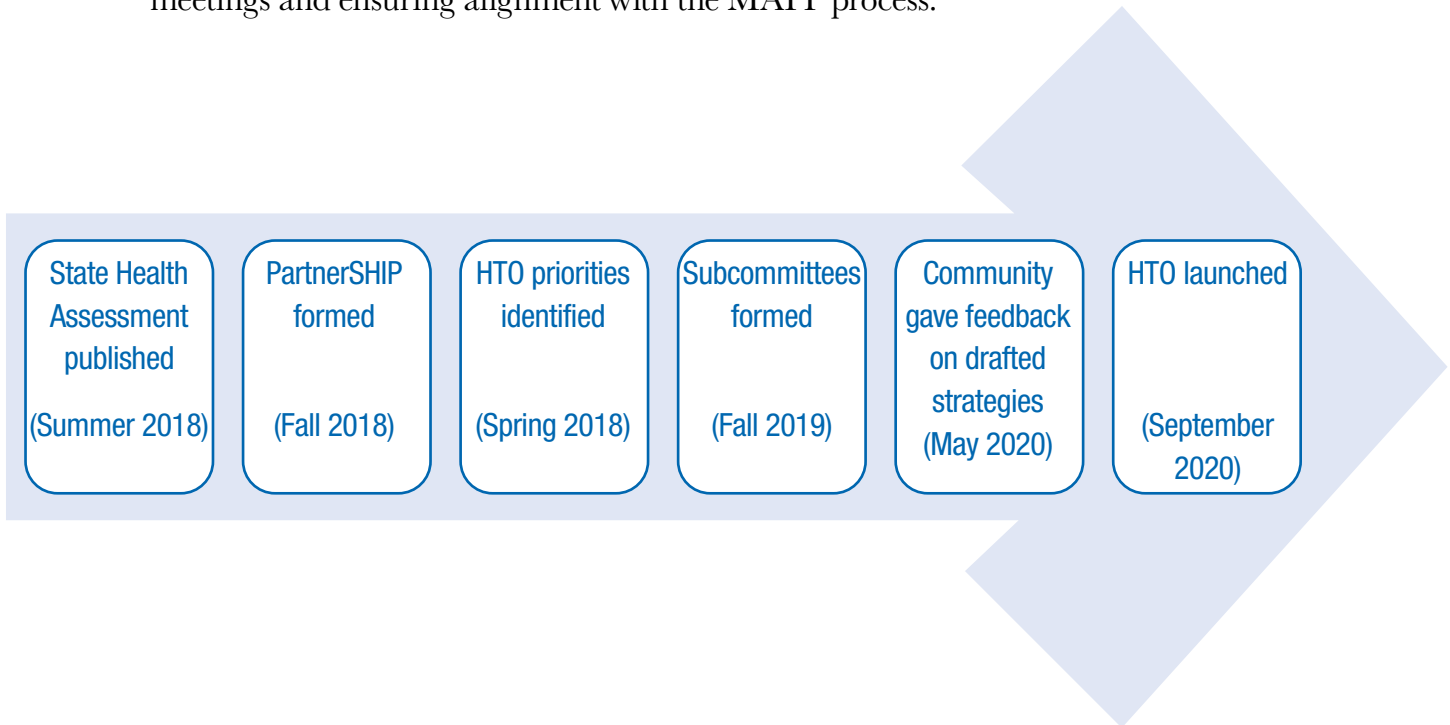 meetings and ensuring alignment with the MAPP process.
State Health
Assessment
published
(Summer 2018)
PartnerSHIP
formed
(Fall 2018)
HTO priorities
identified
(Spring 2018)
Subcommittees
formed
(Fall 2019)
Community
gave feedback
on drafted
strategies
(May 2020)
HTO launched
(September
2020)